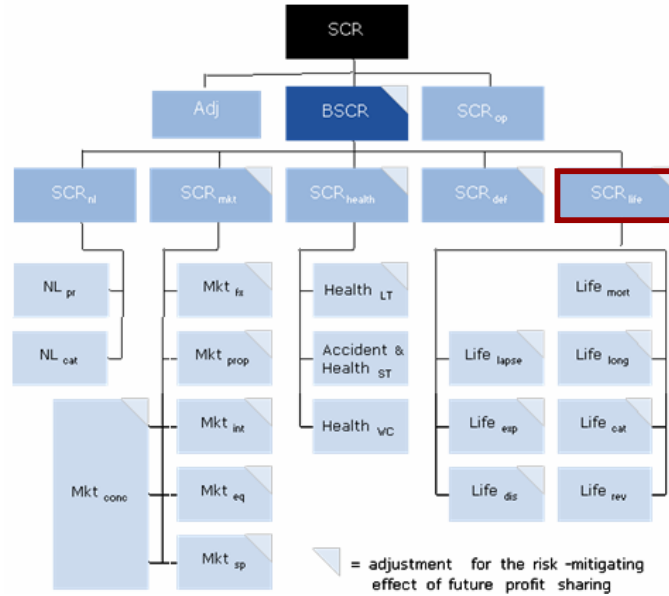 SCR
Adj
BSCR
SCR op
SCR nl
SCR mkt
SCR health
SCR def
SCR life
NL pr
Mkt fx
Health LT
Life mort
NL cat
Mkt prop
Accident &
Health ST
Life lapse
Life long
Mkt conc
Mkt int
Health WC
Life exp
Life cat
Mkt eq
Life dis
Life rev
Mkt sp
= adjustment for the risk -mitigating
effect of future profit sharing